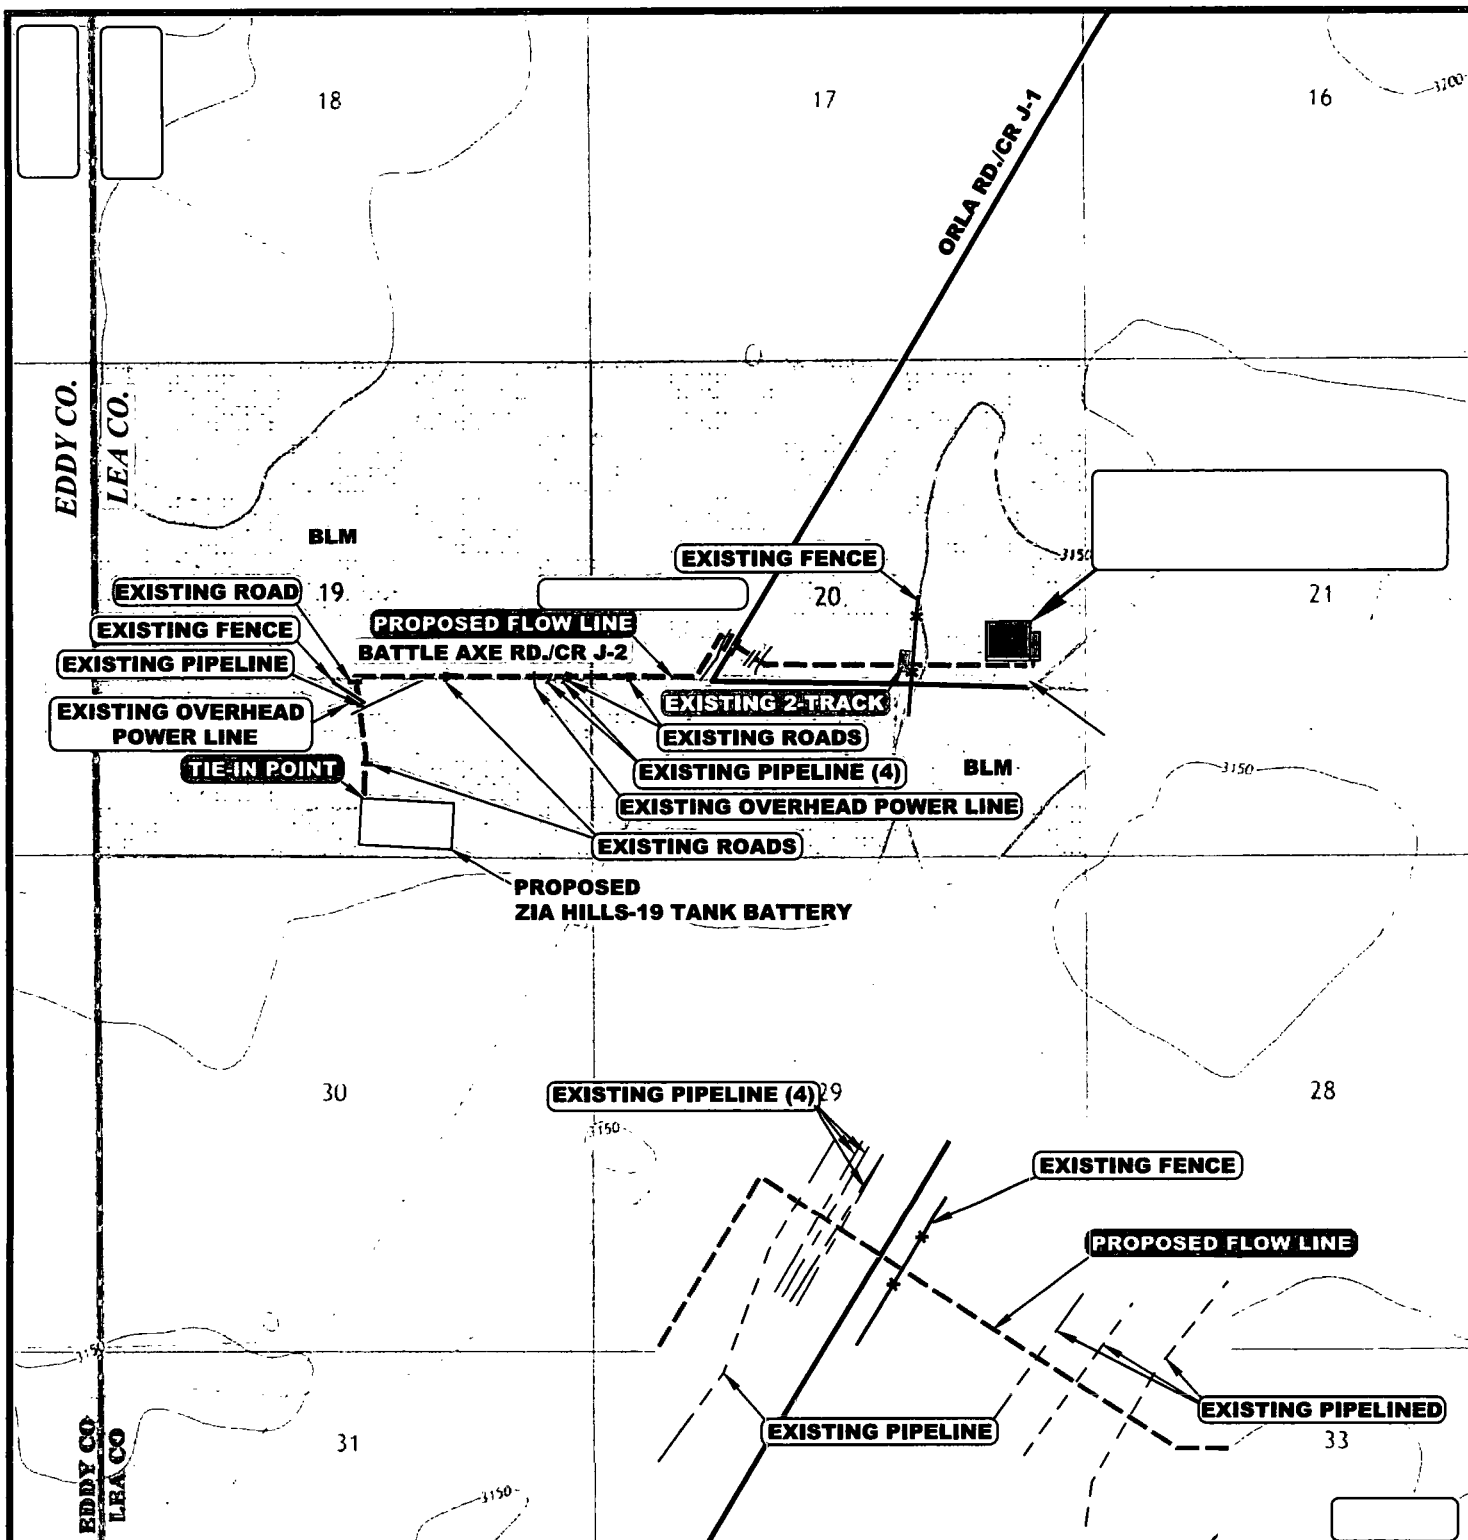 18
17
16
3200
ORLA RD./CR J-1
EDDY CO.
LEA CO.
BLM
EXISTING FENCE
3150
EXISTING ROAD
19
20
21
EXISTING FENCE
PROPOSED FLOW LINE
BATTLE AXE RD./CR J-2
EXISTING PIPELINE
EXISTING OVERHEAD
POWER LINE
EXISTING 2-TRACK
EXISTING ROADS
TIE-IN POINT
EXISTING PIPELINE (4)
BLM
3150
EXISTING OVERHEAD POWER LINE
EXISTING ROADS
PROPOSED
ZIA HILLS-19 TANK BATTERY
30
EXISTING PIPELINE (4)
29
28
3150
EXISTING FENCE
PROPOSED FLOW LINE
3150
EXISTING PIPELINED
EXISTING PIPELINE
31
33
EDDY CO
LEA CO
3150